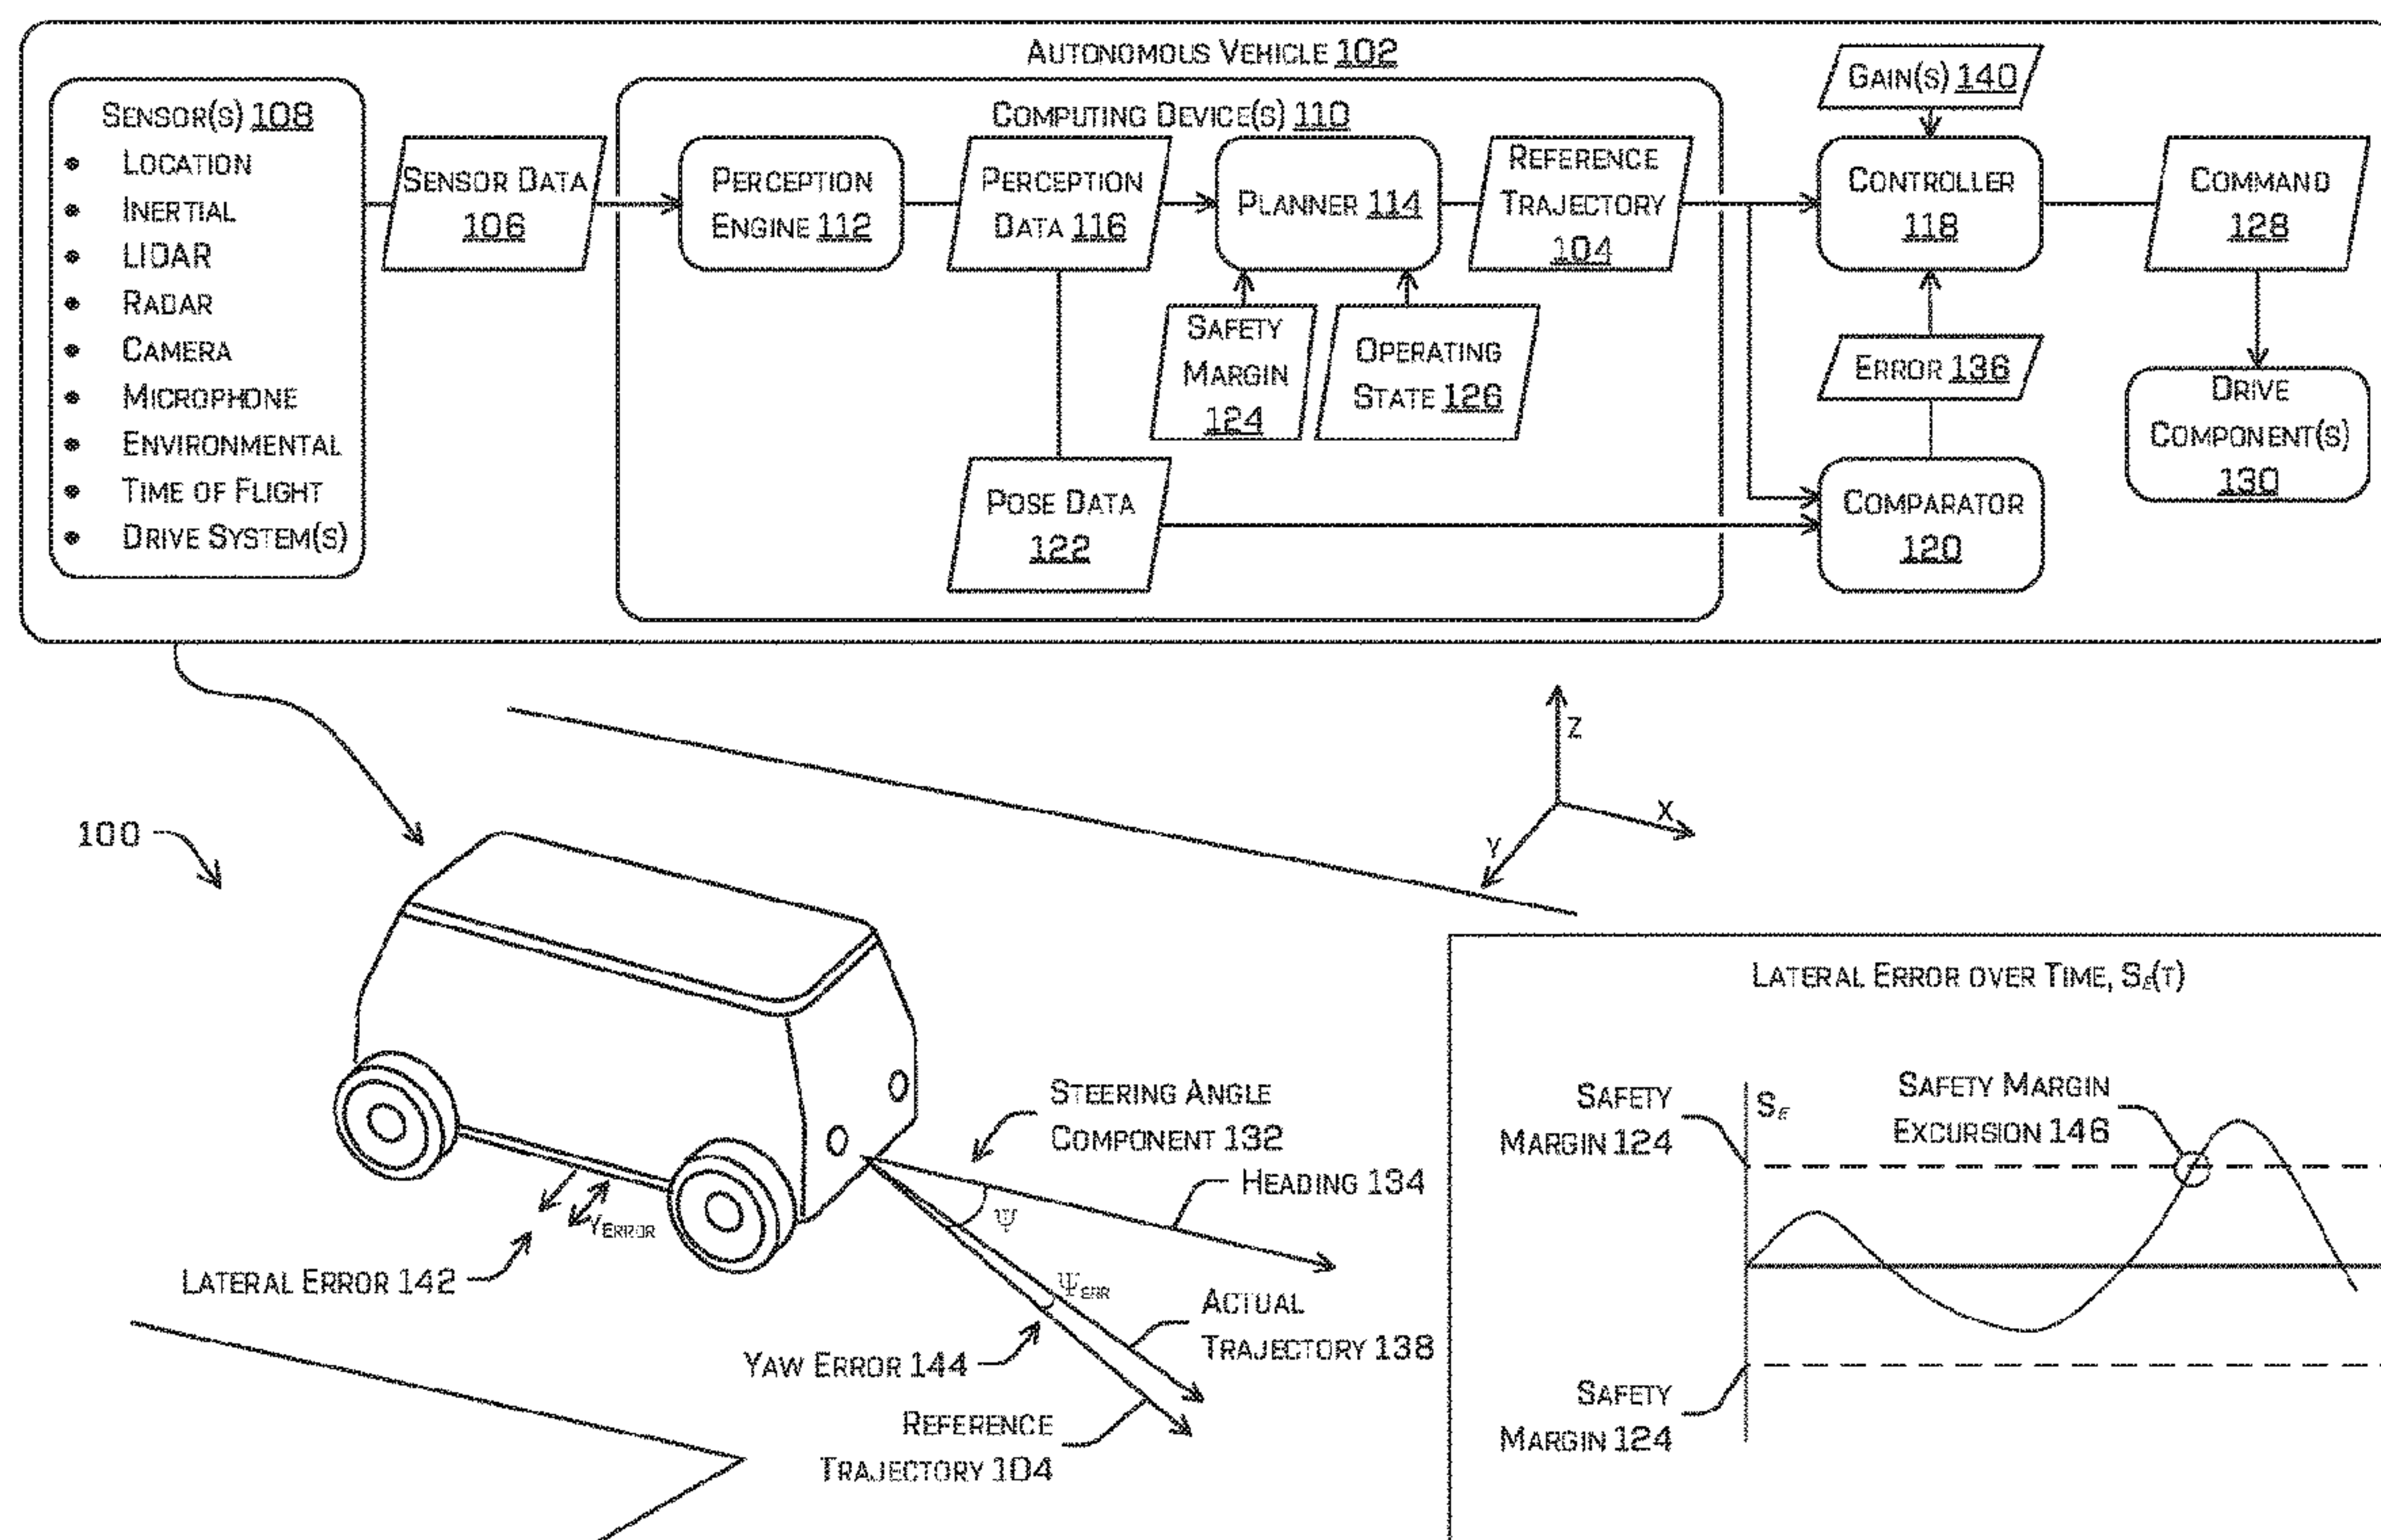 AUTONOMOUS VEHICLE 102
SENSOR(S) 108
• LOCATION
• INERTIAL
• LIDAR
• RADAR
• CAMERA
• MICROPHONE
• ENVIRONMENTAL
• TIME OF FLIGHT
• DRIVE SYSTEM(S)
SENSOR DATA
106
COMPUTING DEVICE(S) 110
PERCEPTION
ENGINE 112
PERCEPTION
DATA 116
PLANNER 114
REFERENCE
TRAJECTORY
104
SAFETY
MARGIN
124
OPERATING
STATE 126
POSE DATA
122
GAIN(S) 140
CONTROLLER
118
ERROR 136
COMPARATOR
120
COMMAND
128
DRIVE
COMPONENT(S)
130
Z
X
Y
100
STEERING ANGLE
COMPONENT 132
HEADING 134
Ψ
YERROR
LATERAL ERROR 142
ΨERR
ACTUAL
TRAJECTORY 138
YAW ERROR 144
REFERENCE
TRAJECTORY 104
LATERAL ERROR OVER TIME, SE(T)
SAFETY
MARGIN 124
SE
SAFETY MARGIN
EXCURSION 146
SAFETY
MARGIN 124